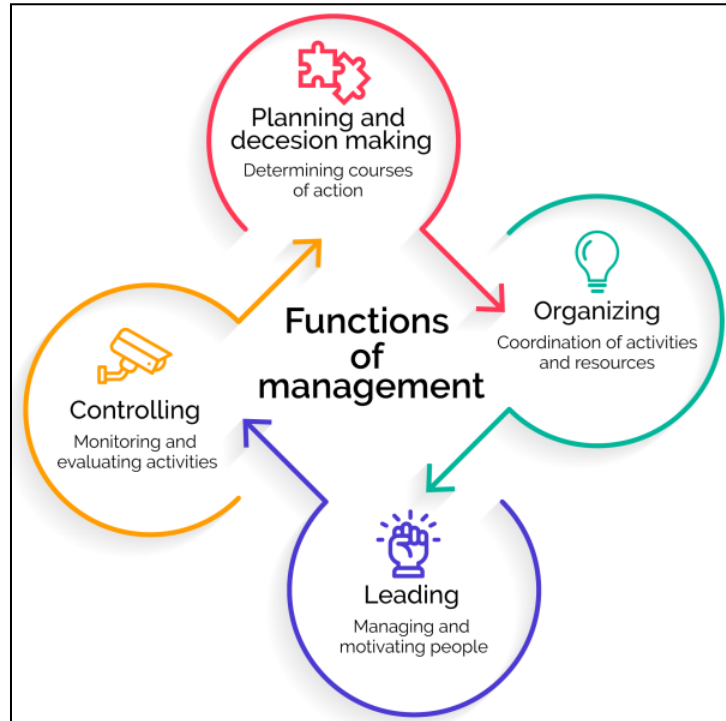 Planning and
decesion making
Determining courses
of action
Organizing
Coordination of activities
and resources
Functions
of
management
Controlling
Monitoring and
evaluating activities
Leading
Managing and
motivating people